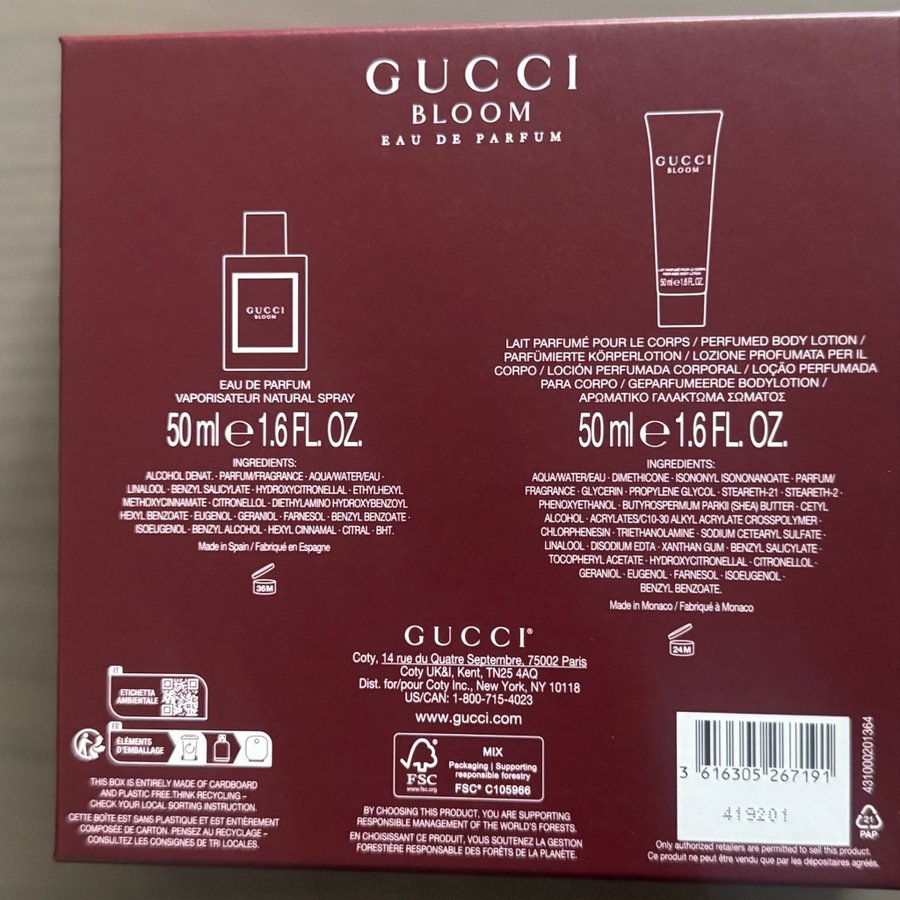 GUCCI
BLOOM
EAU DE PARFUM
GUCCI
BLOOM
EAU DE PARFUM
VAPORISATEUR NATURAL SPRAY
50 ml e 1.6 FL. OZ.
INGREDIENTS:
ALCOHOL DENAT. · PARFUM/FRAGRANCE · AQUA/WATER/EAU ·
LINALOOL · BENZYL SALICYLATE · HYDROXYCITRONELLAL · ETHYLHEXYL
METHOXYCINNAMATE · CITRONELLOL · DIETHYLAMINO HYDROXYBENZOYL
HEXYL BENZOATE · EUGENOL · GERANIOL · FARNESOL · BENZYL BENZOATE ·
ISOEUGENOL · BENZYL ALCOHOL · HEXYL CINNAMAL · CITRAL · BHT.
Made in Spain / Fabriqué en Espagne
36M
GUCCI
BLOOM
LAIT PARFUMÉ POUR LE CORPS
PERFUMED BODY LOTION
50 ml e 1.6 FL. OZ.
LAIT PARFUMÉ POUR LE CORPS / PERFUMED BODY LOTION /
PARFÜMIERTE KÖRPERLOTION / LOZIONE PROFUMATA PER IL
CORPO / LOCIÓN PERFUMADA CORPORAL / LOÇÃO PERFUMADA
PARA CORPO / GEPARFUMEERDE BODYLOTION /
ΑΡΩΜΑΤΙΚΟ ΓΑΛΑΚΤΩΜΑ ΣΩΜΑΤΟΣ
50 ml e 1.6 FL. OZ.
INGREDIENTS:
AQUA/WATER/EAU · DIMETHICONE · ISONONYL ISONONANOATE · PARFUM/
FRAGRANCE · GLYCERIN · PROPYLENE GLYCOL · STEARETH-21 · STEARETH-2 ·
PHENOXYETHANOL · BUTYROSPERMUM PARKII (SHEA) BUTTER · CETYL
ALCOHOL · ACRYLATES/C10-30 ALKYL ACRYLATE CROSSPOLYMER ·
CHLORPHENESIN · TRIETHANOLAMINE · SODIUM CETEARYL SULFATE ·
LINALOOL · DISODIUM EDTA · XANTHAN GUM · BENZYL SALICYLATE ·
TOCOPHERYL ACETATE · HYDROXYCITRONELLAL · CITRONELLOL ·
GERANIOL · EUGENOL · FARNESOL · ISOEUGENOL ·
BENZYL BENZOATE.
Made in Monaco / Fabriqué à Monaco
24M
GUCCI®
Coty, 14 rue du Quatre Septembre, 75002 Paris
Coty UK&I, Kent, TN25 4AQ
Dist. for/pour Coty Inc., New York, NY 10118
US/CAN: 1-800-715-4023
www.gucci.com
IT
ETICHETTA
AMBIENTALE
FR
ÉLÉMENTS
D'EMBALLAGE
THIS BOX IS ENTIRELY MADE OF CARDBOARD
AND PLASTIC FREE.THINK RECYCLING –
CHECK YOUR LOCAL SORTING INSTRUCTION.
CETTE BOÎTE EST SANS PLASTIQUE ET EST ENTIÈREMENT
COMPOSÉE DE CARTON. PENSEZ AU RECYCLAGE –
CONSULTEZ LES CONSIGNES DE TRI LOCALES.
FSC
www.fsc.org
MIX
Packaging | Supporting
responsible forestry
FSC® C105966
BY CHOOSING THIS PRODUCT, YOU ARE SUPPORTING
RESPONSIBLE MANAGEMENT OF THE WORLD'S FORESTS.
EN CHOISISSANT CE PRODUIT, VOUS SOUTENEZ LA GESTION
FORESTIÈRE RESPONSABLE DES FORÊTS DE LA PLANÈTE.
3 616305 267191
419201
431000201364
21
PAP
Only authorized retailers are permitted to sell this product.
Ce produit ne peut être vendu que par les dépositaires agréés.